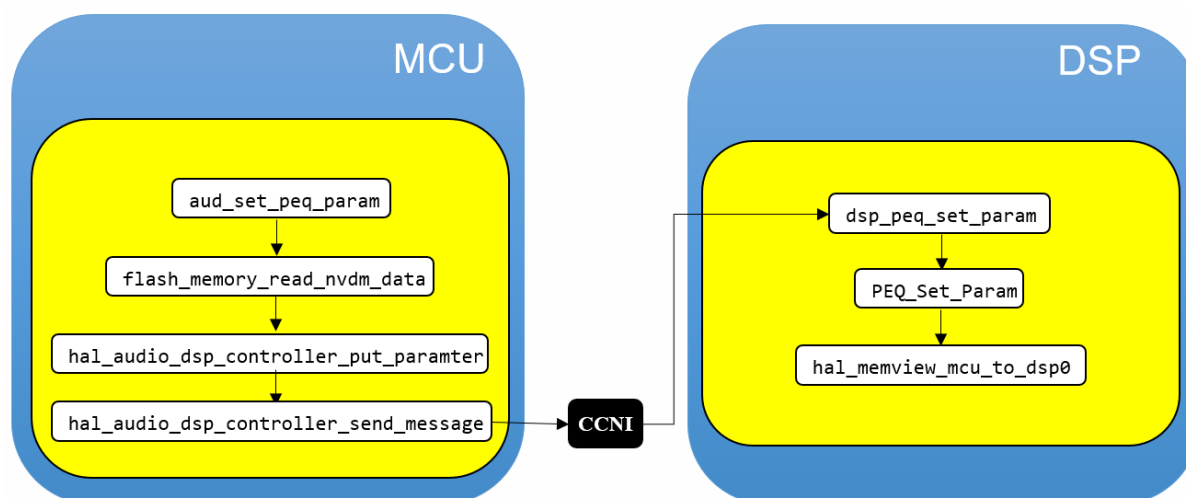 MCU
aud_set_peq_param
flash_memory_read_nvdm_data
hal_audio_dsp_controller_put_paramter
hal_audio_dsp_controller_send_message
CCNI
DSP
dsp_peq_set_param
PEQ_Set_Param
hal_memview_mcu_to_dsp0